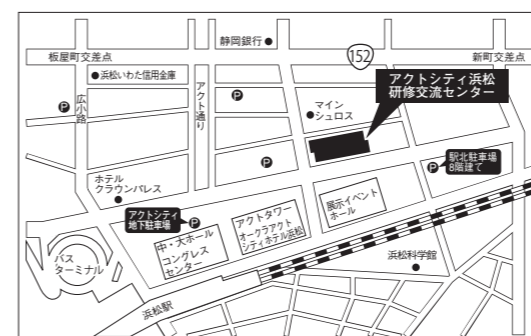 静岡銀行
板屋町交差点
152
新町交差点
浜松いわた信用金庫
アクトシティ浜松
研修交流センター
広小路
アクト通り
P
P
マイン
シュロス
P
P
駅北駐車場
8階建て
ホテル
クラウンパレス
アクトシティ
地下駐車場
P
展示イベント
ホール
アクトタワー
オークラアクト
シティホテル浜松
中・大ホール
コングレス
センター
バス
ターミナル
浜松科学館
浜松駅